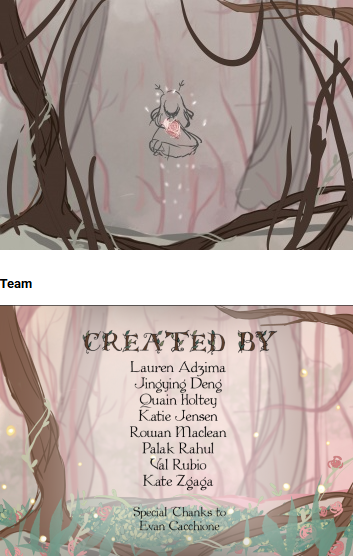 Team
CREATED BY
Lauren Adzima
Jingying Deng
Quain Holtey
Katie Jensen
Rowan Maclean
Palak Rahul
Val Rubio
Kate Zgaga
Special Thanks to
Evan Cacchione